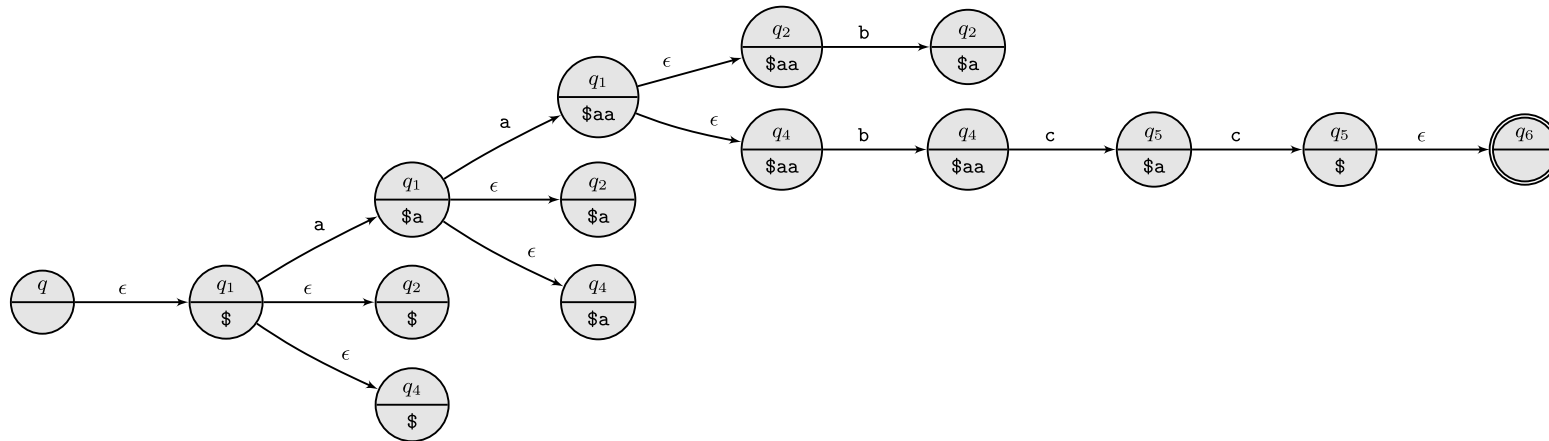 q₂ b q₂
ϵ $aa $a
q₁
$aa ϵ
a q₄ b q₄ c q₅ c q₅ ϵ q₆
$aa $aa $a $
q₁ ϵ q₂
$a $a
a ϵ
q ϵ q₁ ϵ q₂ q₄
$ $ $a
ϵ
q₄
$